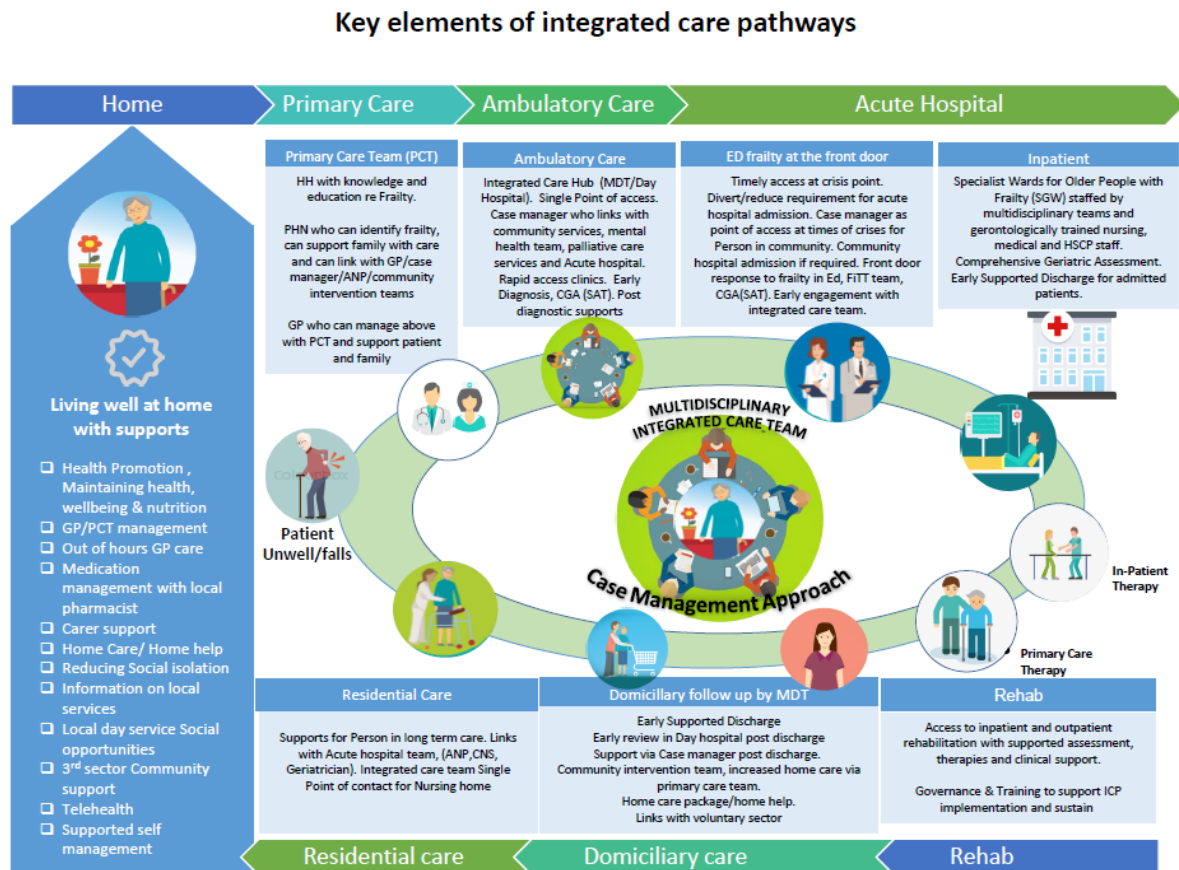 Key elements of integrated care pathways
Home
Primary Care
Ambulatory Care
Acute Hospital
Living well at home
with supports
❑ Health Promotion ,
Maintaining health,
wellbeing & nutrition
❑ GP/PCT management
❑ Out of hours GP care
❑ Medication
management with local
pharmacist
❑ Carer support
❑ Home Care/ Home help
❑ Reducing Social isolation
❑ Information on local
services
❑ Local day service Social
opportunities
❑ 3rd sector Community
support
❑ Telehealth
❑ Supported self
management
Primary Care Team (PCT)
HH with knowledge and
education re Frailty.
PHN who can identify frailty,
can support family with care
and can link with GP/case
manager/ANP/community
intervention teams
GP who can manage above
with PCT and support patient
and family
Ambulatory Care
Integrated Care Hub (MDT/Day
Hospital). Single Point of access.
Case manager who links with
community services, mental
health team, palliative care
services and Acute hospital.
Rapid access clinics. Early
Diagnosis, CGA (SAT). Post
diagnostic supports
ED frailty at the front door
Timely access at crisis point.
Divert/reduce requirement for acute
hospital admission. Case manager as
point of access at times of crises for
Person in community. Community
hospital admission if required. Front door
response to frailty in Ed, FiTT team,
CGA(SAT). Early engagement with
integrated care team.
Inpatient
Specialist Wards for Older People with
Frailty (SGW) staffed by
multidisciplinary teams and
gerontologically trained nursing,
medical and HSCP staff.
Comprehensive Geriatric Assessment.
Early Supported Discharge for admitted
patients.
MULTIDISCIPLINARY
INTEGRATED CARE TEAM
Case Management Approach
Patient
Unwell/falls
In-Patient
Therapy
Primary Care
Therapy
Residential Care
Supports for Person in long term care. Links
with Acute hospital team, (ANP,CNS,
Geriatrician). Integrated care team Single
Point of contact for Nursing home
Domicillary follow up by MDT
Early Supported Discharge
Early review in Day hospital post discharge
Support via Case manager post discharge.
Community intervention team, increased home care via
primary care team.
Home care package/home help.
Links with voluntary sector
Rehab
Access to inpatient and outpatient
rehabilitation with supported assessment,
therapies and clinical support.
Governance & Training to support ICP
implementation and sustain
Residential care
Domiciliary care
Rehab